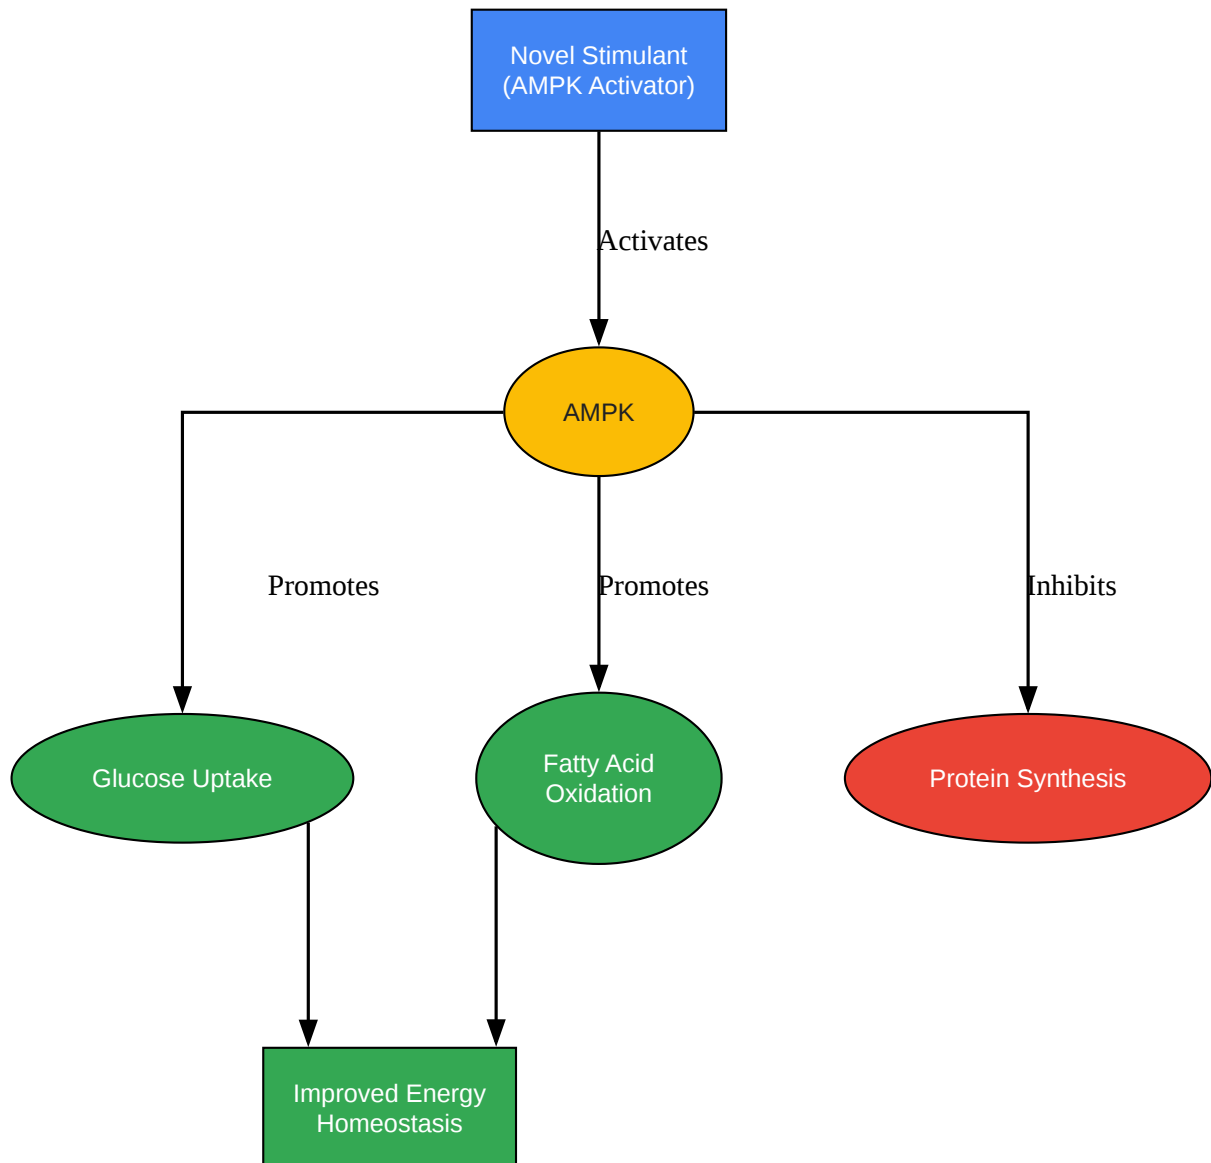 Novel Stimulant
(AMPK Activator)
Activates
AMPK
Promotes
Promotes
Inhibits
Glucose Uptake
Fatty Acid
Oxidation
Protein Synthesis
Improved Energy
Homeostasis